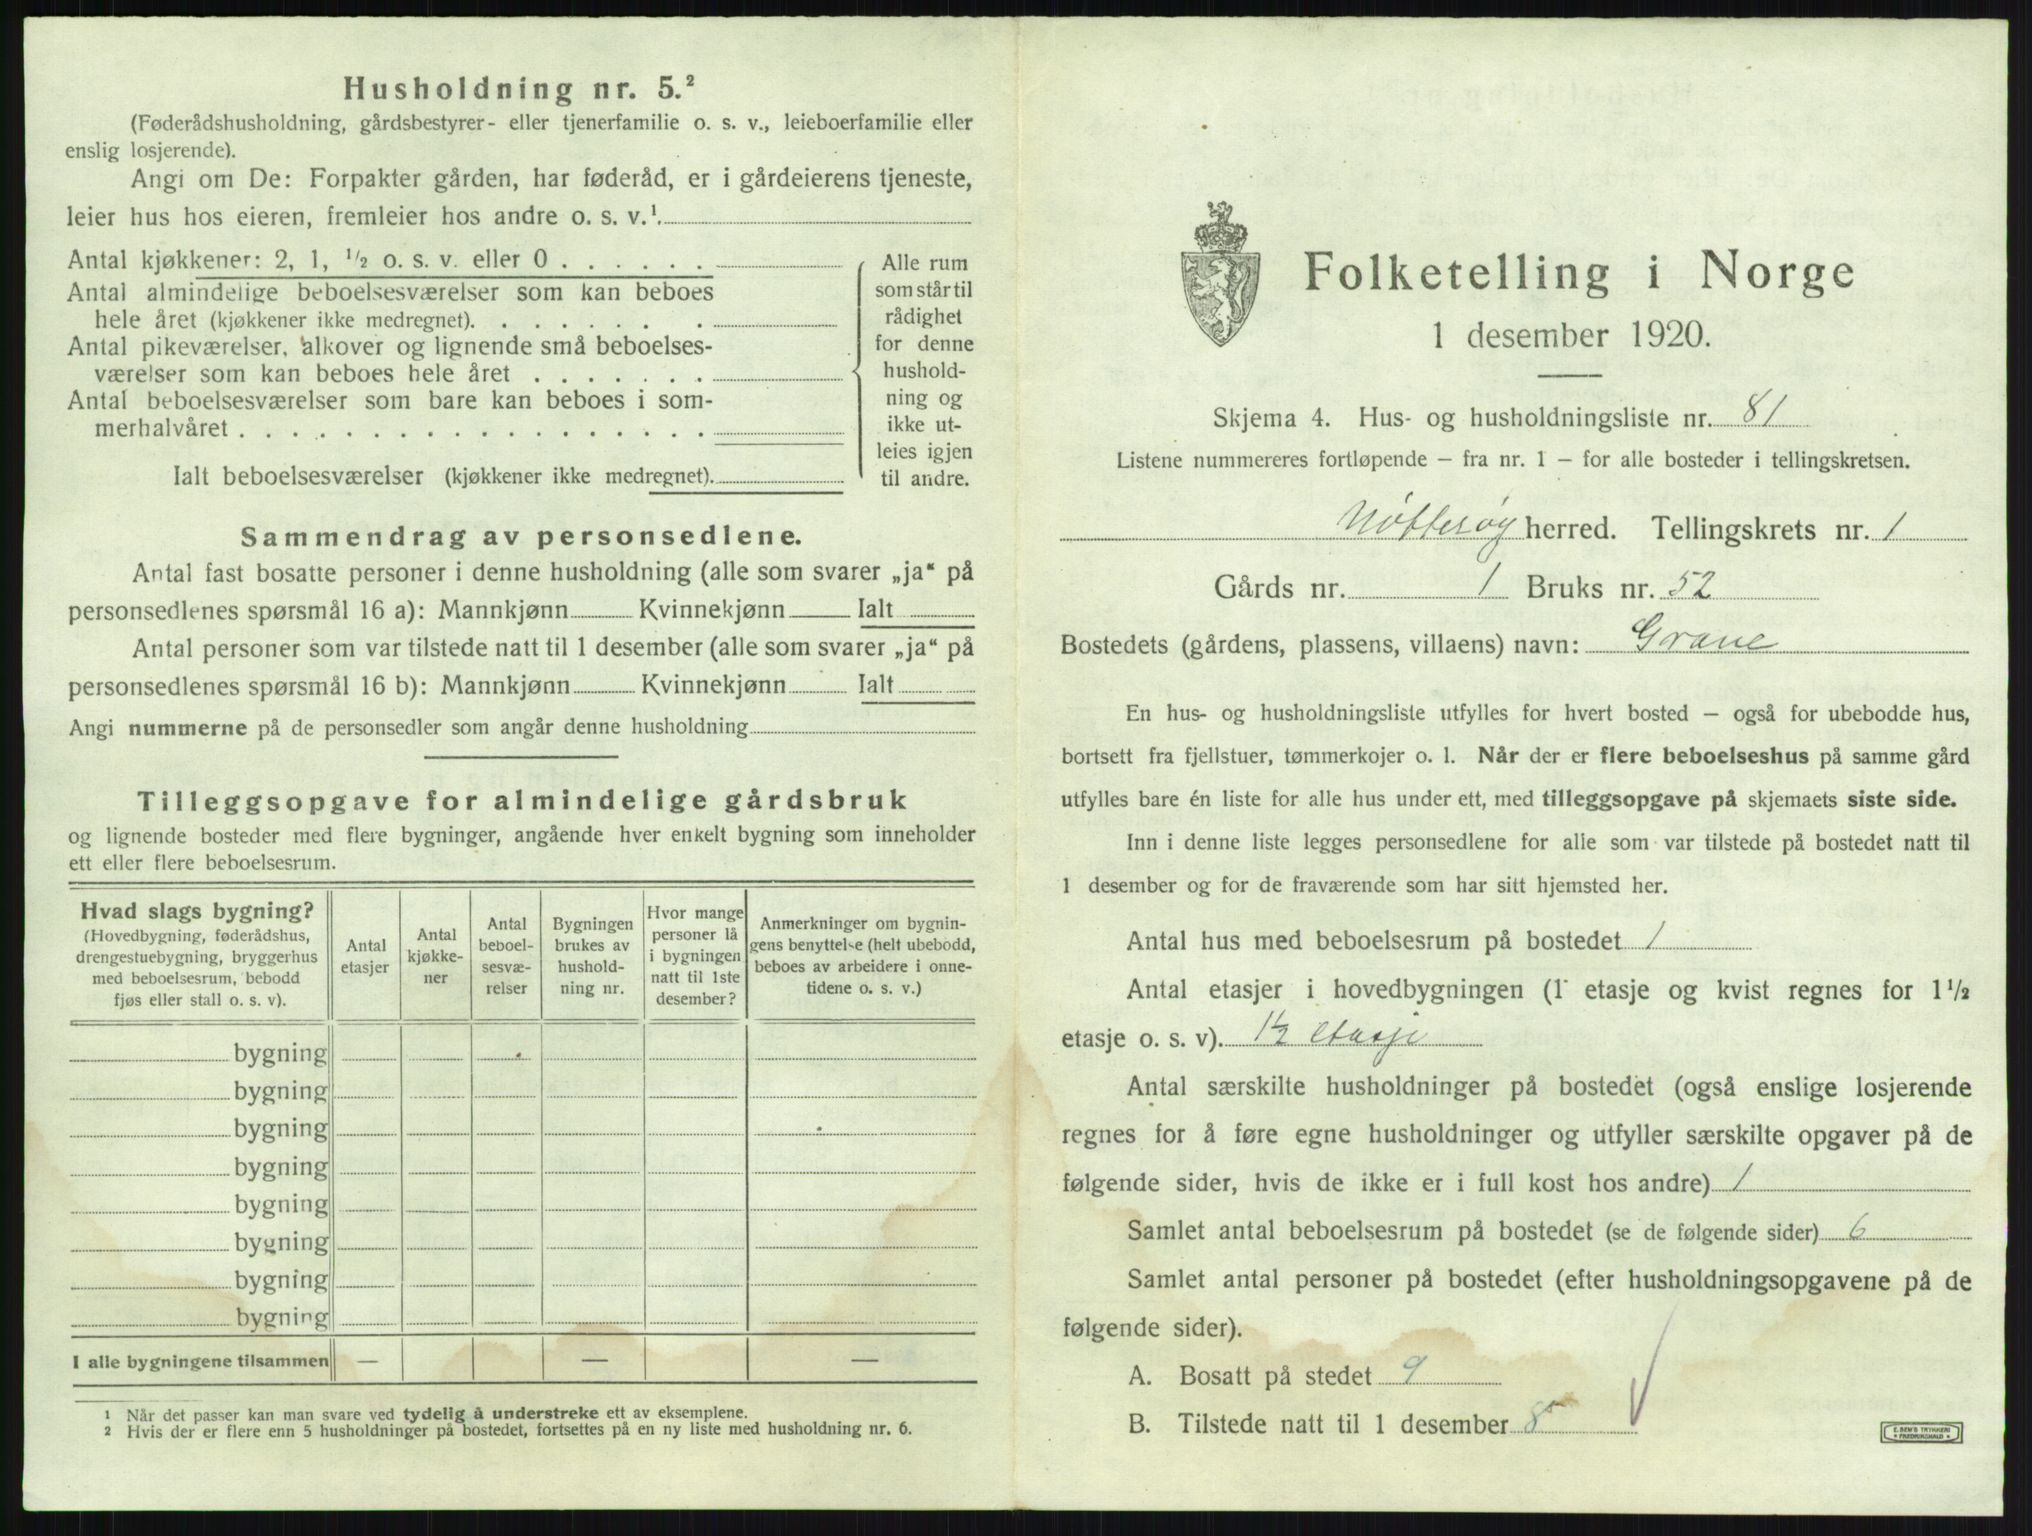 Husholdning nr. 5.²
(Føderådshusholdning, gårdsbestyrer- eller tjenerfamilie o. s. v., leieboerfamilie eller
enslig losjerende).
Angi om De: Forpakter gården, har føderåd, er i gårdeierens tjeneste,
leier hus hos eieren, fremleier hos andre o. s. v.¹.
Antal kjøkkener: 2, 1, ½ o. s. v. eller 0 . . . . . .
Antal almindelige beboelsesværelser som kan beboes
hele året (kjøkkener ikke medregnet). . . . . . . .
Antal pikeværelser, alkover og lignende små beboelses-
værelser som kan beboes hele året . . . . . . .
Antal beboelsesværelser som bare kan beboes i som-
merhalvåret . . . . . . . . . . . . . . . . . .
Ialt beboelsesværelser (kjøkkener ikke medregnet).
Alle rum
som står til
rådighet
for denne
hushold-
ning og
ikke ut-
leies igjen
til andre.
Sammendrag av personsedlene.
Antal fast bosatte personer i denne husholdning (alle som svarer „ja“ på
personsedlenes spørsmål 16 a): Mannkjønn Kvinnekjønn Ialt
Antal personer som var tilstede natt til 1 desember (alle som svarer „ja“ på
personsedlenes spørsmål 16 b): Mannkjønn Kvinnekjønn Ialt
Angi nummerne på de personsedler som angår denne husholdning
Tilleggsopgave for almindelige gårdsbruk
og lignende bosteder med flere bygninger, angående hver enkelt bygning som inneholder
ett eller flere beboelsesrum.
Hvad slags bygning?
(Hovedbygning, føderådshus,
drengestuebygning, bryggerhus
med beboelsesrum, bebodd
fjøs eller stall o. s. v).
Antal
etasjer
Antal
kjøkke-
ner
Antal
beboel-
sesvæ-
relser
Bygningen
brukes av
hushold-
ning nr.
Hvor mange
personer lå
i bygningen
natt til 1ste
desember?
Anmerkninger om bygnin-
gens benyttelse (helt ubebodd,
beboes av arbeidere i onne-
tidene o. s. v.)
bygning
bygning
bygning
bygning
bygning
bygning
bygning
bygning
I alle bygningene tilsammen — — —
¹ Når det passer kan man svare ved tydelig å understreke ett av eksemplene.
² Hvis der er flere enn 5 husholdninger på bostedet, fortsettes på en ny liste med husholdning nr. 6.
Folketelling i Norge
1 desember 1920.
Skjema 4. Hus- og husholdningsliste nr. 81
Listene nummereres fortløpende – fra nr. 1 – for alle bosteder i tellingskretsen.
Nøtterøy herred. Tellingskrets nr. 1
Gårds nr. 1 Bruks nr. 52
Bostedets (gårdens, plassens, villaens) navn: Grane
En hus- og husholdningsliste utfylles for hvert bosted – også for ubebodde hus,
bortsett fra fjellstuer, tømmerkojer o. l. Når der er flere beboelseshus på samme gård
utfylles bare én liste for alle hus under ett, med tilleggsopgave på skjemaets siste side.
Inn i denne liste legges personsedlene for alle som var tilstede på bostedet natt til
1 desember og for de fraværende som har sitt hjemsted her.
Antal hus med beboelsesrum på bostedet 1
Antal etasjer i hovedbygningen (1 etasje og kvist regnes for 1½
etasje o. s. v). 1½ etasje
Antal særskilte husholdninger på bostedet (også enslige losjerende
regnes for å føre egne husholdninger og utfyller særskilte opgaver på de
følgende sider, hvis de ikke er i full kost hos andre) 1
Samlet antal beboelsesrum på bostedet (se de følgende sider) 6
Samlet antal personer på bostedet (efter husholdningsopgavene på de
følgende sider).
A. Bosatt på stedet 9
B. Tilstede natt til 1 desember 8
E. SEM'S TRYKKERI
FREDRIKSHALD